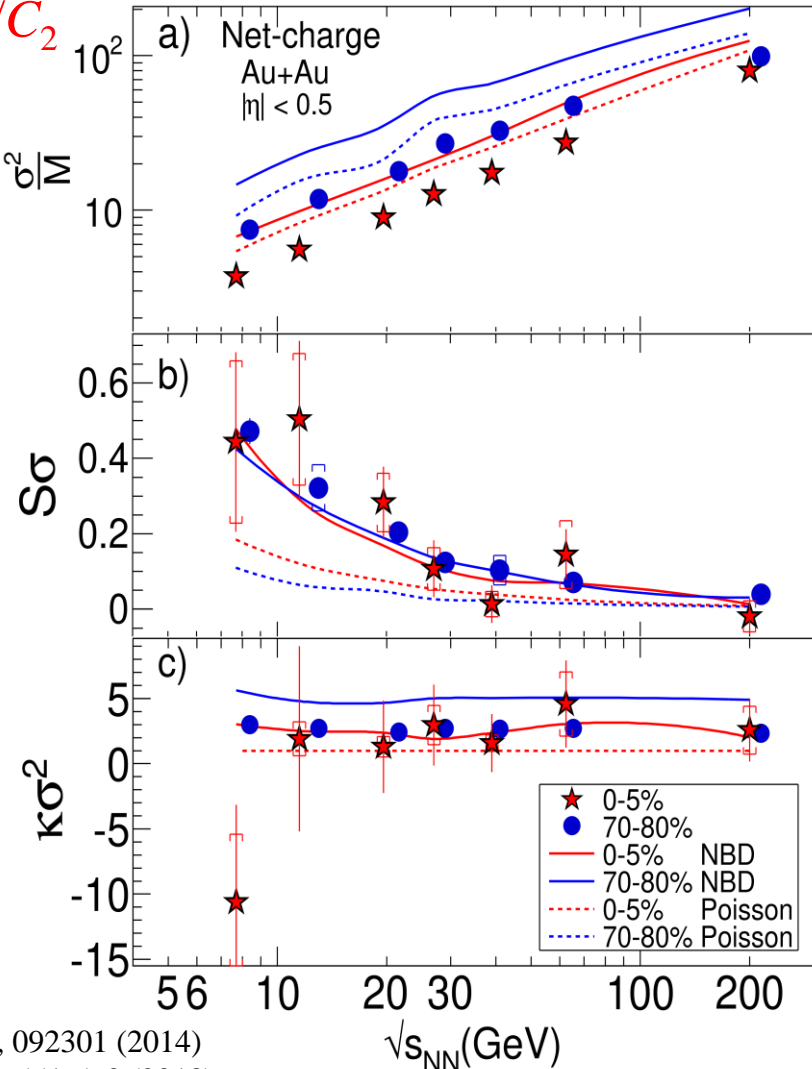 /C₂
a) Net-charge
Au+Au
|η| < 0.5
10²
10
σ²/M
b)
0.6
0.4
0.2
0
Sσ
c)
5
0
-5
-10
-15
κσ²
0-5%
70-80%
0-5% NBD
70-80% NBD
0-5% Poisson
70-80% Poisson
5 6 10 20 30 100 200
√sNN(GeV)
, 092301 (2014)